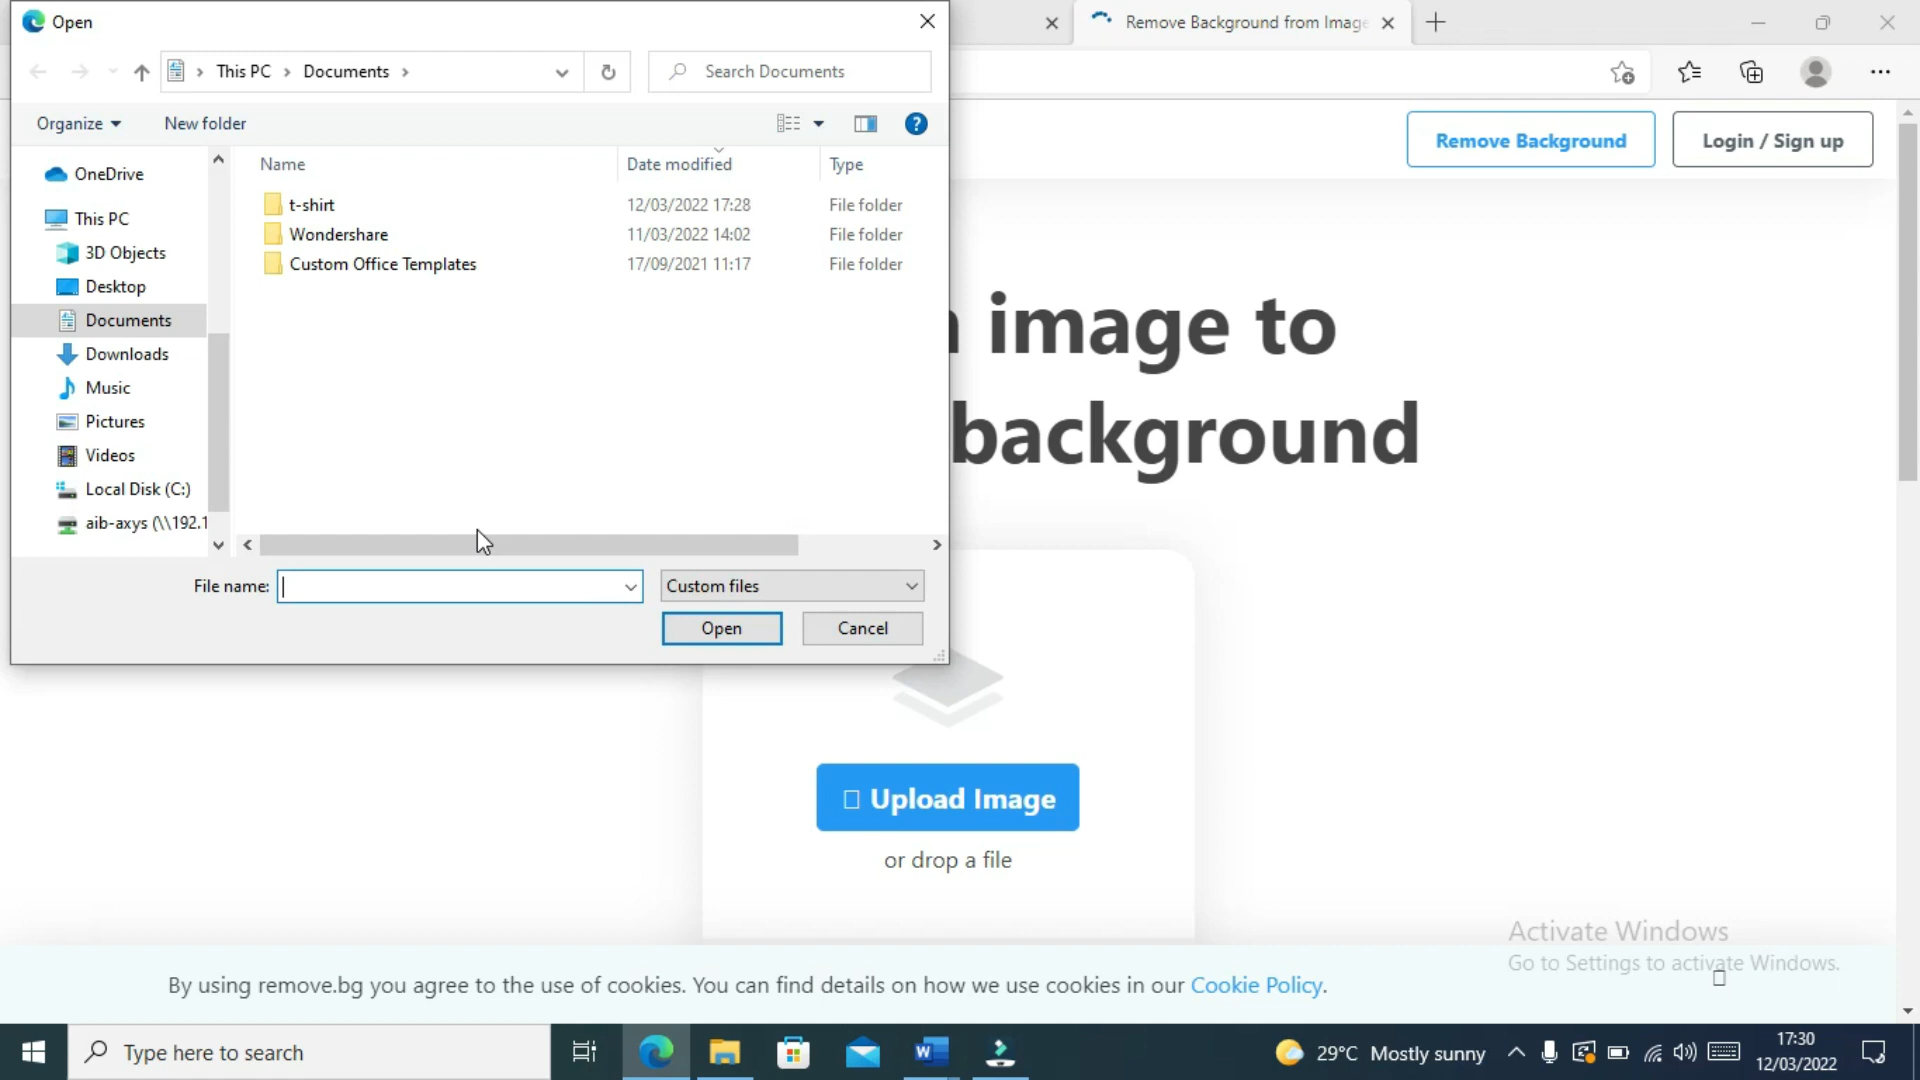 Open
Remove Background from Image
This PC > Documents >
Search Documents
Organize
New folder
Remove Background
Login / Sign up
Name
Date modified
Type
OneDrive
This PC
3D Objects
Desktop
Documents
Downloads
Music
Pictures
Videos
Local Disk (C:)
aib-axys (\\192.1
t-shirt 12/03/2022 17:28 File folder
Wondershare 11/03/2022 14:02 File folder
Custom Office Templates 17/09/2021 11:17 File folder
image to
background
File name:
Custom files
Open
Cancel
Upload Image
or drop a file
Activate Windows
Go to Settings to activate Windows.
By using remove.bg you agree to the use of cookies. You can find details on how we use cookies in our Cookie Policy.
Type here to search
29°C Mostly sunny
17:30
12/03/2022